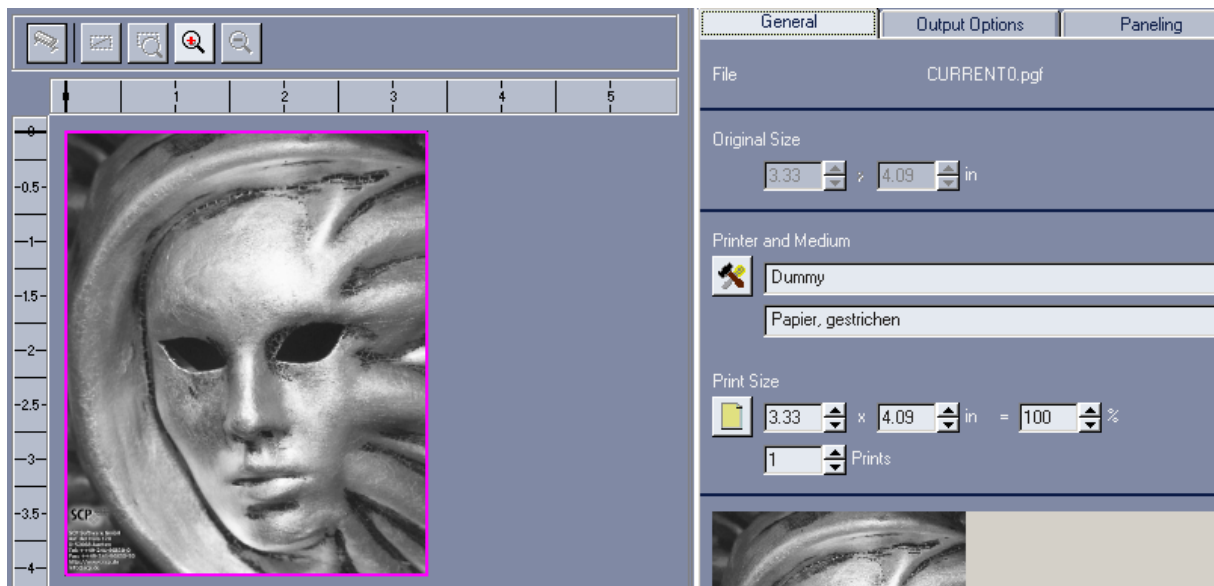 General Output Options Paneling
File CURRENT0.pgf
1 2 3 4 5
0
-0.5-
-1-
-1.5-
-2-
-2.5-
-3-
-3.5-
-4-
Original Size
3.33 x 4.09 in
Printer and Medium
Dummy
Papier, gestrichen
Print Size
3.33 x 4.09 in = 100 %
1 Prints
SCP